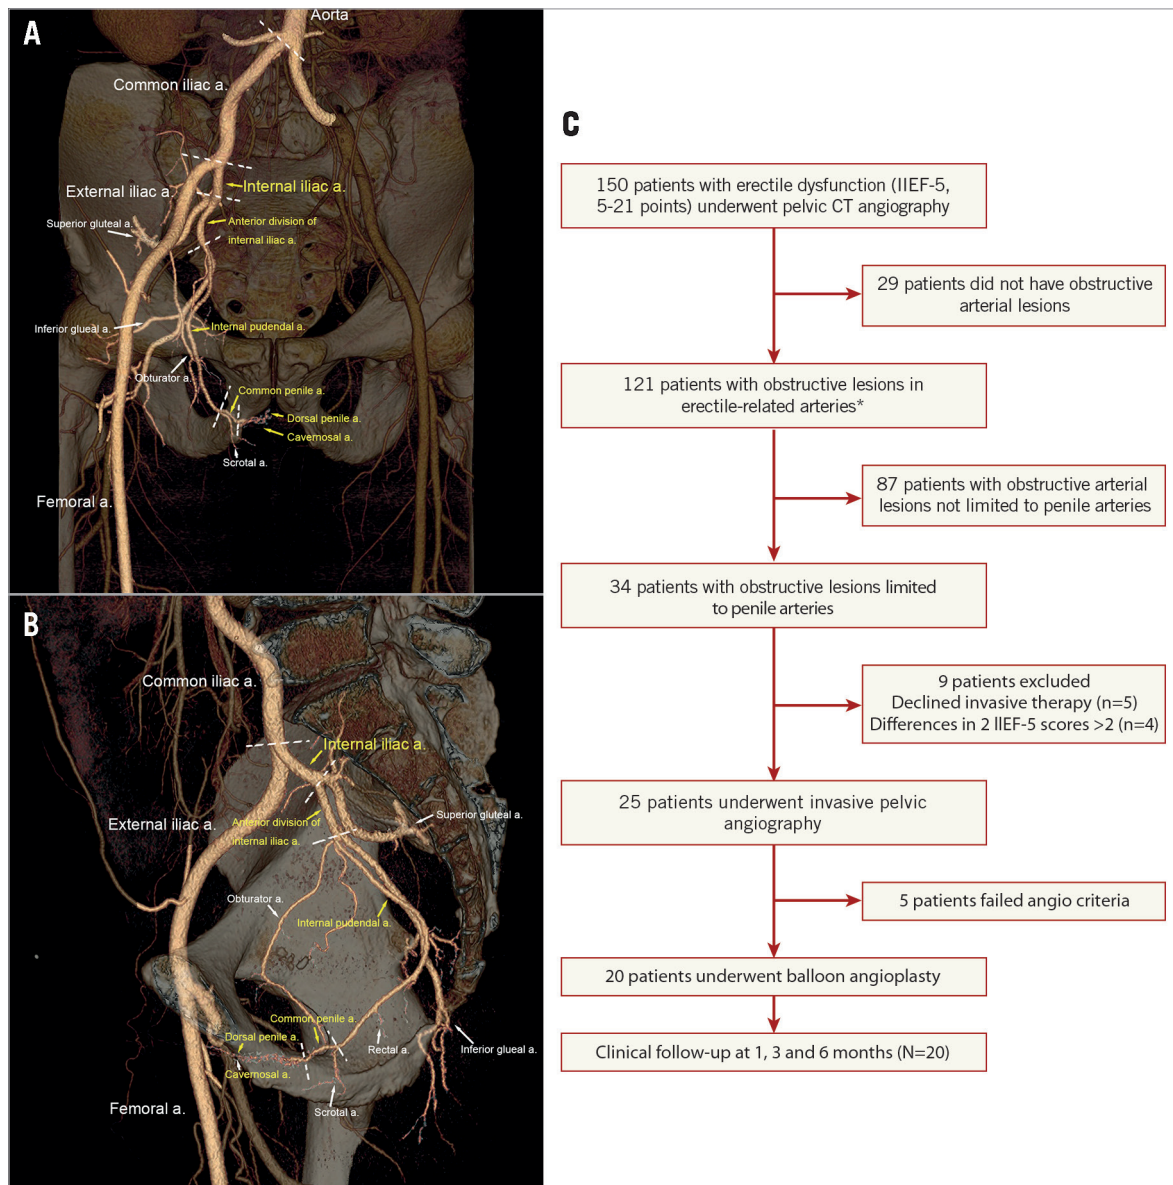 A
Aorta
Common iliac a.
External iliac a.
Internal iliac a.
Superior gluteal a.
Anterior division of
internal iliac a.
Inferior glueal a.
Internal pudendal a.
Obturator a.
Common penile a.
Dorsal penile a.
Cavernosal a.
Scrotal a.
Femoral a.
B
Common iliac a.
Internal iliac a.
External iliac a.
Anterior division of
internal iliac a.
Superior gluteal a.
Obturator a.
Internal pudendal a.
Common penile a.
Dorsal penile a.
Rectal a.
Inferior glueal a.
Cavernosal a.
Scrotal a.
Femoral a.
C
150 patients with erectile dysfunction (IIEF-5,
5-21 points) underwent pelvic CT angiography
29 patients did not have obstructive
arterial lesions
121 patients with obstructive lesions in
erectile-related arteries*
87 patients with obstructive arterial
lesions not limited to penile arteries
34 patients with obstructive lesions limited
to penile arteries
9 patients excluded
Declined invasive therapy (n=5)
Differences in 2 IIEF-5 scores >2 (n=4)
25 patients underwent invasive pelvic
angiography
5 patients failed angio criteria
20 patients underwent balloon angioplasty
Clinical follow-up at 1, 3 and 6 months (N=20)